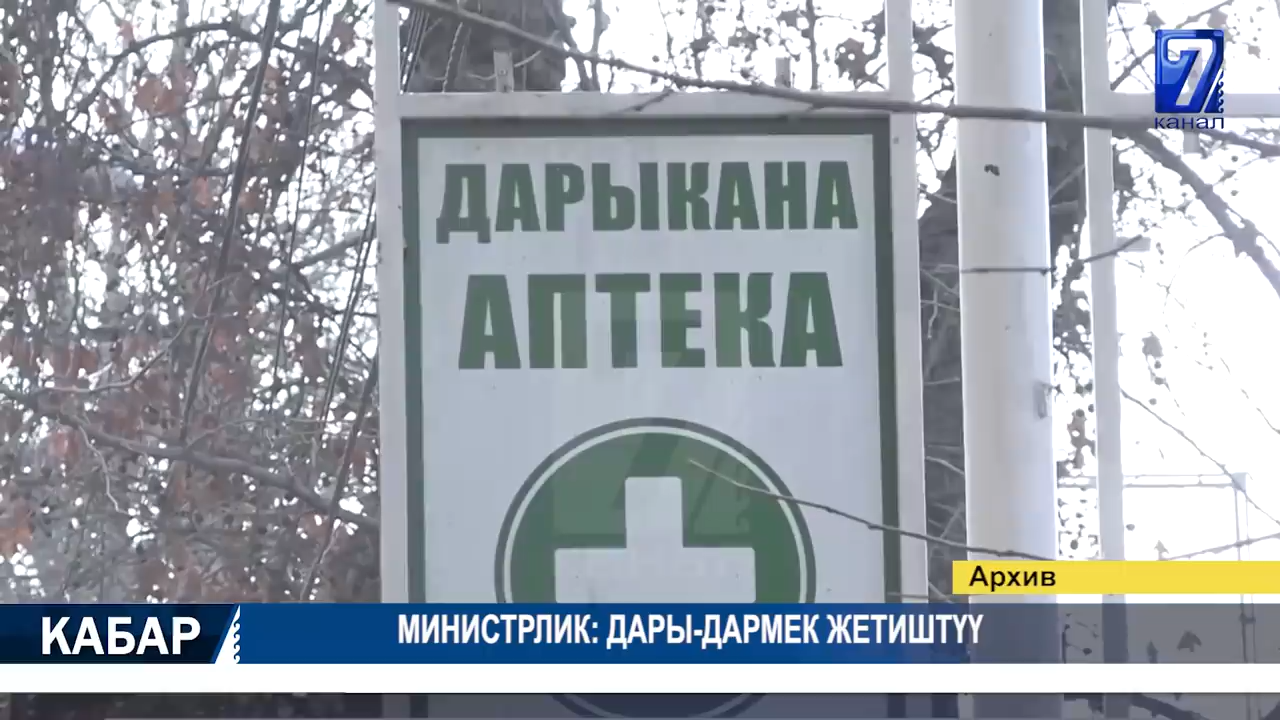 7
канал
ДАРЫКАНА
АПТЕКА
Архив
КАБАР
МИНИСТРЛИК: ДАРЫ-ДАРМЕК ЖЕТИШТҮҮ